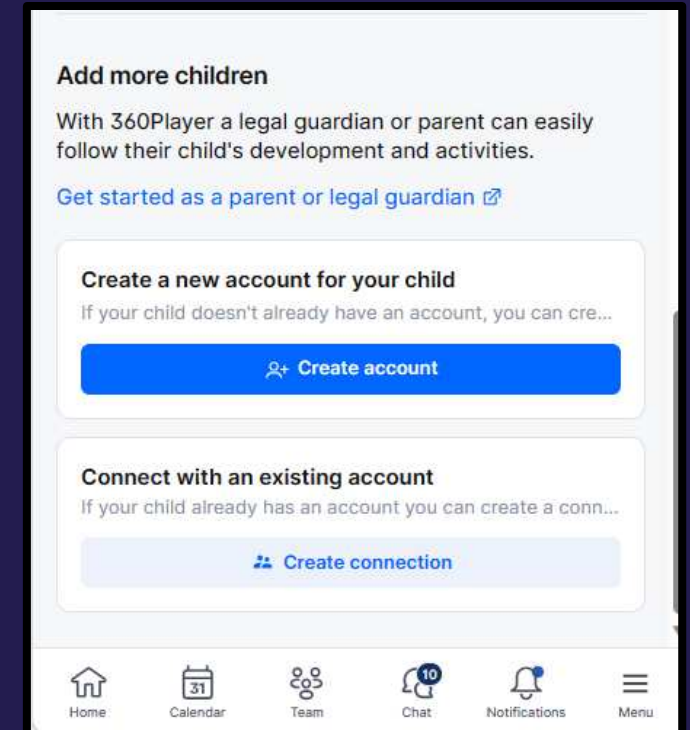 Add more children
With 360Player a legal guardian or parent can easily
follow their child's development and activities.
Get started as a parent or legal guardian
Create a new account for your child
If your child doesn't already have an account, you can cre...
Create account
Connect with an existing account
If your child already has an account you can create a conn...
Create connection
31
10
Home Calendar Team Chat Notifications Menu